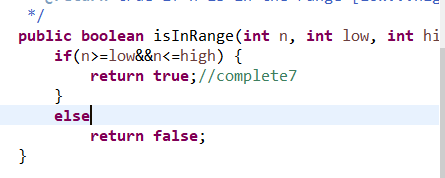 */
public boolean isInRange(int n, int low, int hi
if(n>=low&&n<=high) {
return true;//complete7
}
else
return false;
}